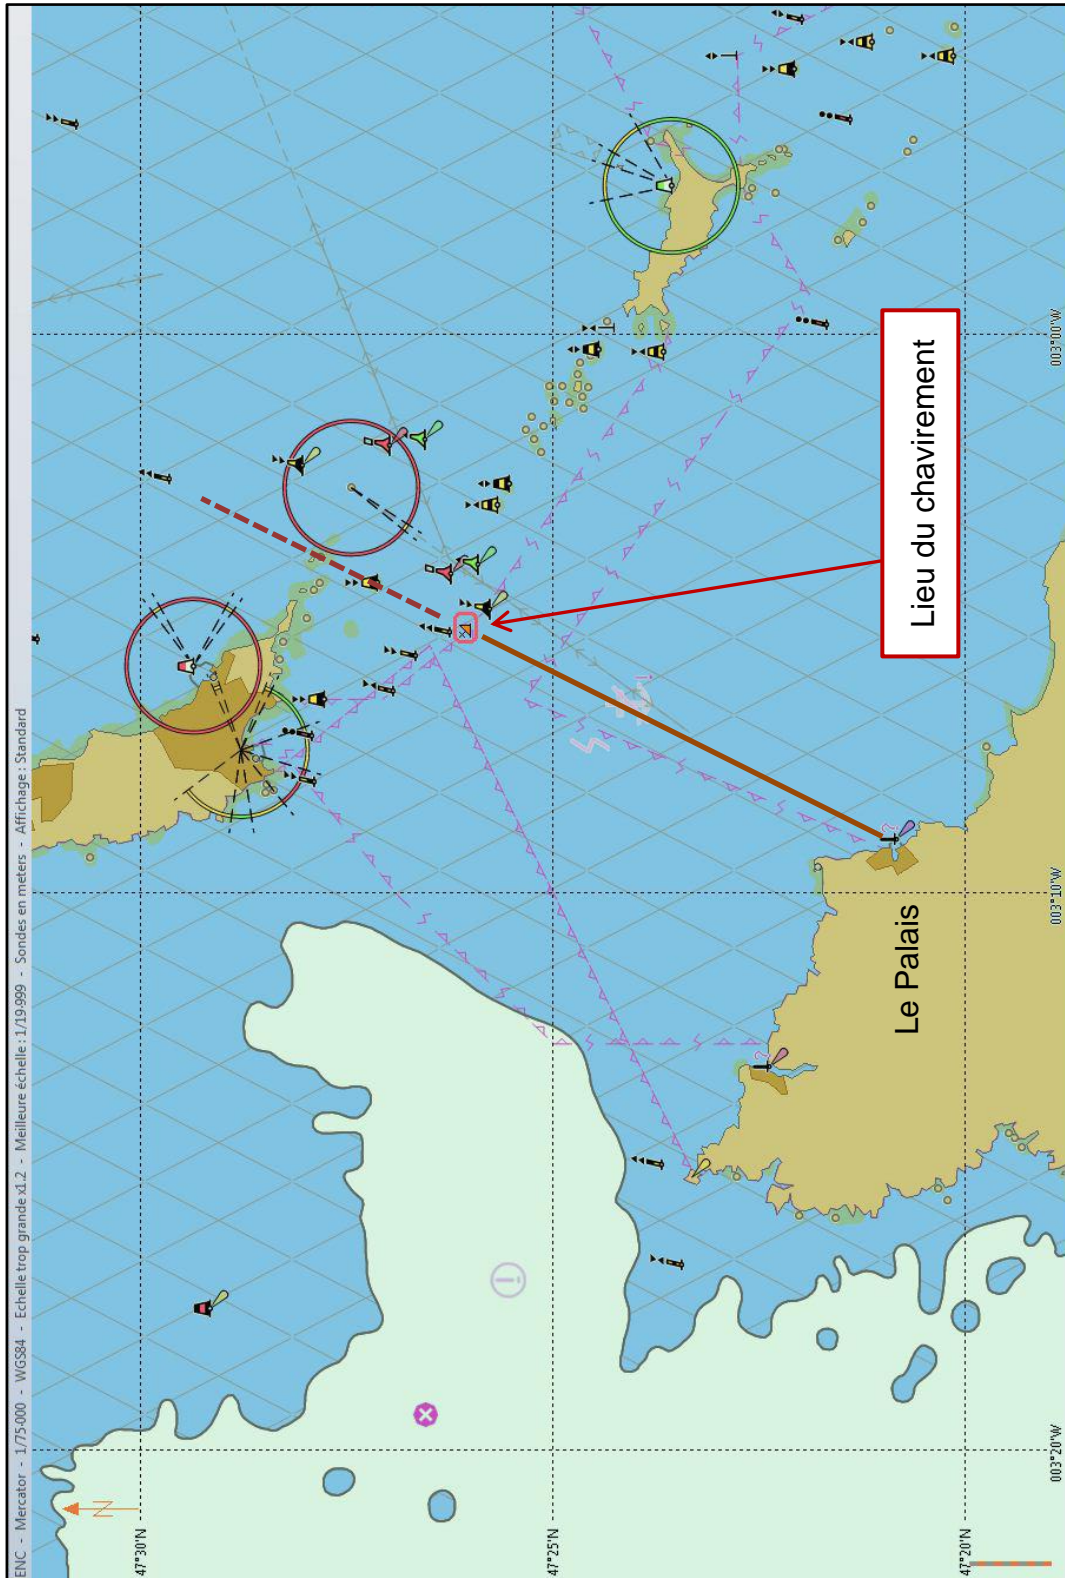 ENC - Mercator - 1/75-000 - WGS84 - Echelle trop grande x1.2 - Meilleure échelle : 1/19-999 - Sondes en meters - Affichage : Standard
N
47°30'N
47°25'N
47°20'N
003°20'W
003°10'W
003°00'W
Le Palais
Lieu du chavirement